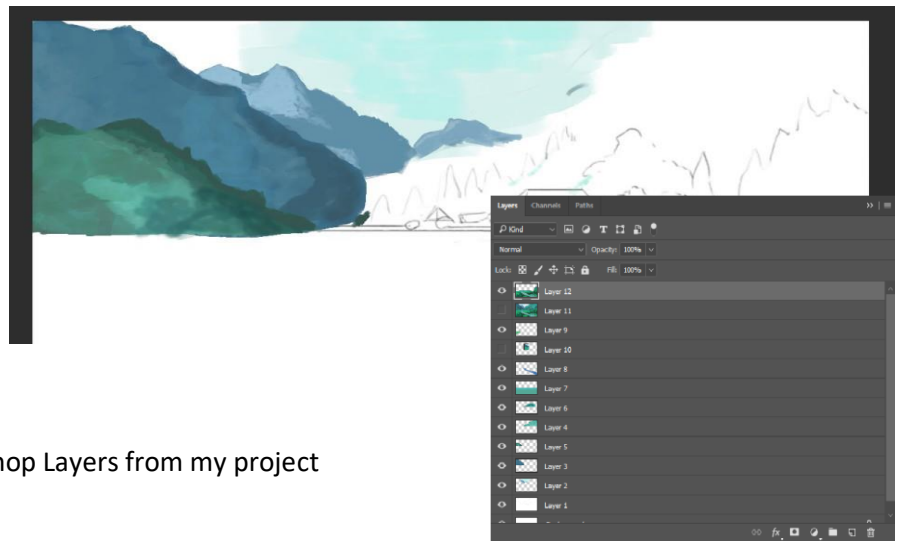 Layers Channels Paths
Kind
Normal Opacity: 100%
Lock: Fill: 100%
Layer 12
Layer 11
Layer 9
Layer 10
Layer 8
Layer 7
Layer 6
Layer 4
Layer 5
Layer 3
Layer 2
Layer 1
fx
hop Layers from my project